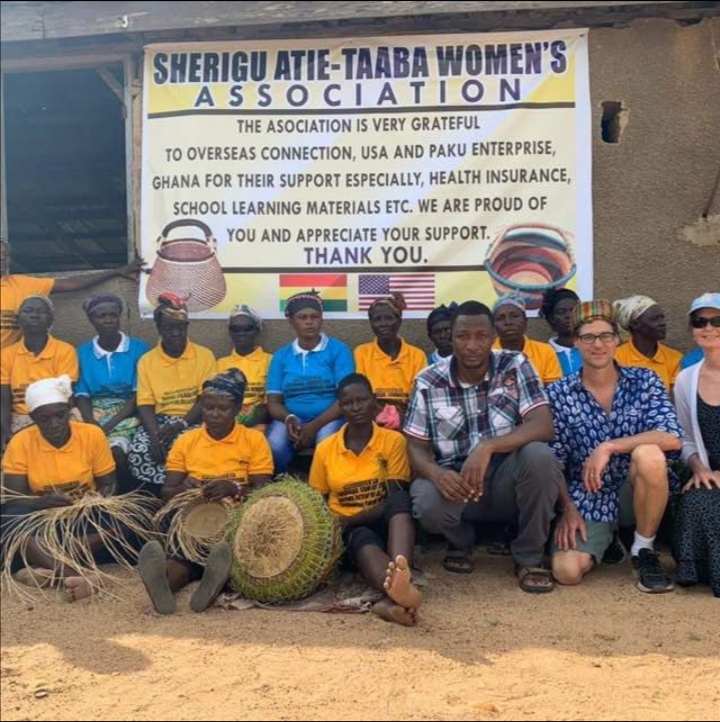 SHERIGU ATIE-TAABA WOMEN'S
ASSOCIATION
THE ASOCIATION IS VERY GRATEFUL
TO OVERSEAS CONNECTION, USA AND PAKU ENTERPRISE,
GHANA FOR THEIR SUPPORT ESPECIALLY, HEALTH INSURANCE,
SCHOOL LEARNING MATERIALS ETC. WE ARE PROUD OF
YOU AND APPRECIATE YOUR SUPPORT.
THANK YOU.